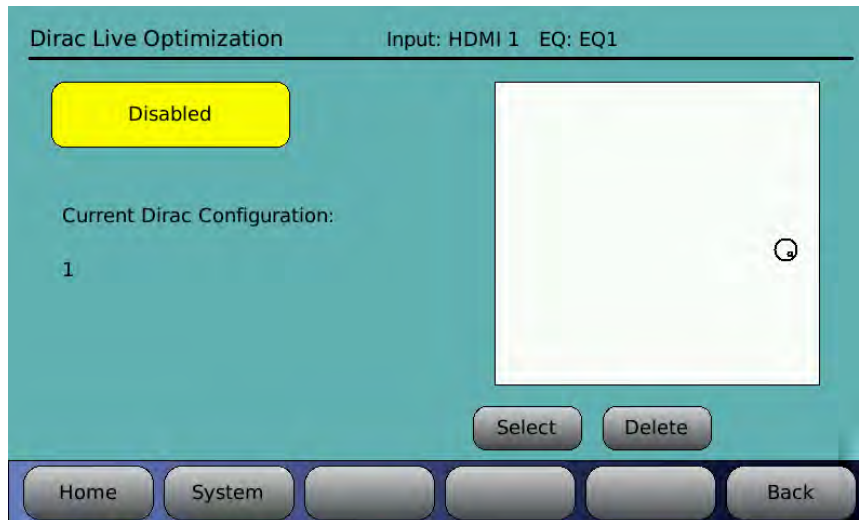 Dirac Live Optimization Input: HDMI 1 EQ: EQ1
Disabled
Current Dirac Configuration:
1
Select Delete
Home System Back